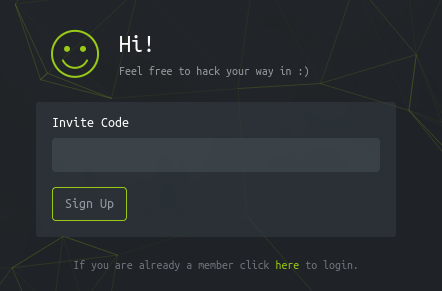 Hi!
Feel free to hack your way in :)
Invite Code
Sign Up
If you are already a member click here to login.